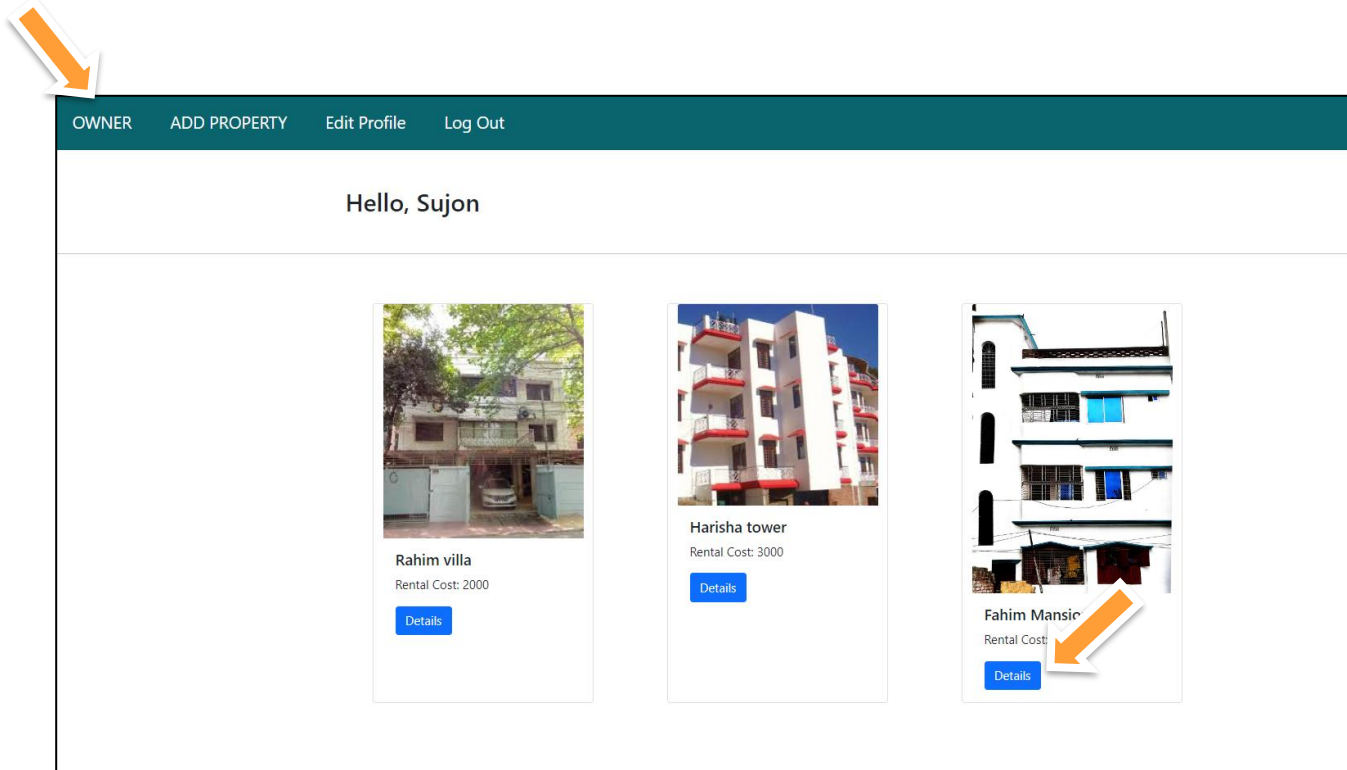 OWNER ADD PROPERTY Edit Profile Log Out
Hello, Sujon
Rahim villa
Rental Cost: 2000
Details
Harisha tower
Rental Cost: 3000
Details
Fahim
Rental Cost:
Details